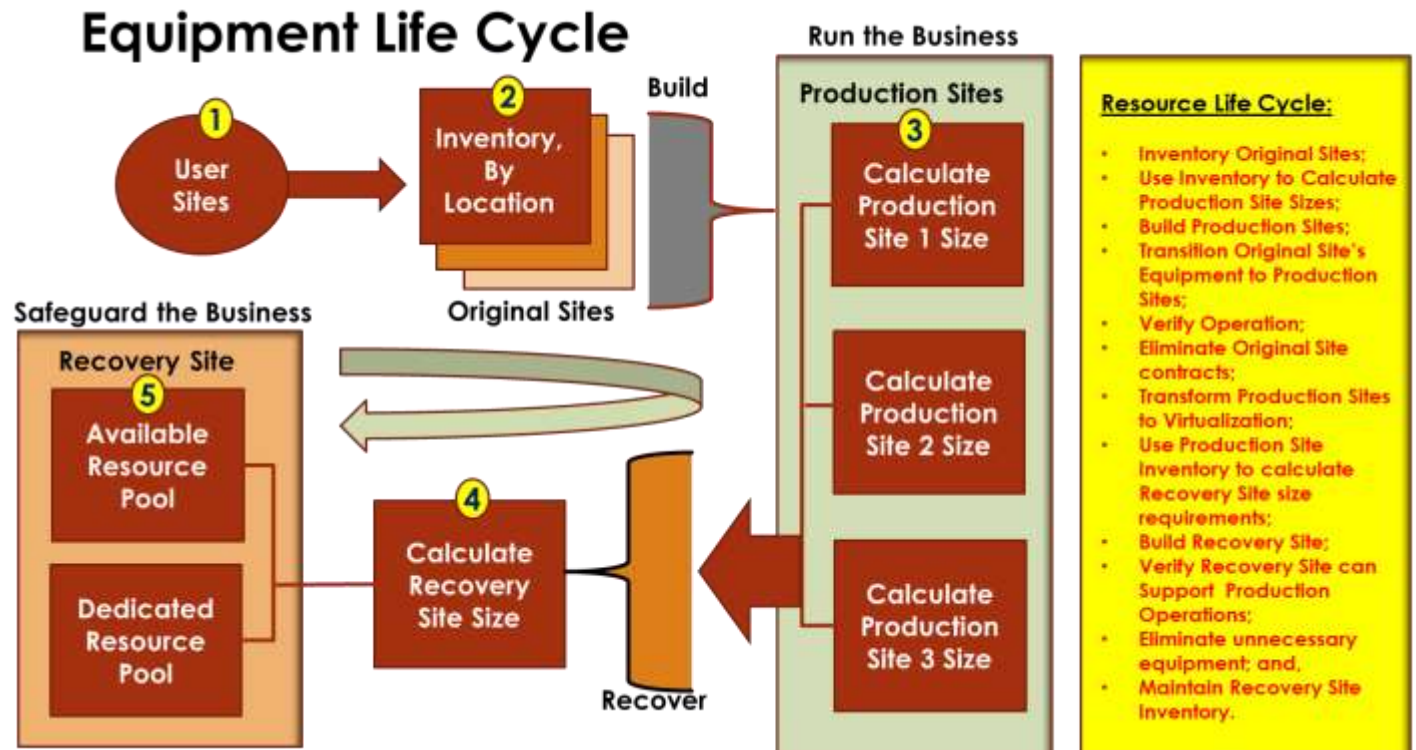 Equipment Life Cycle
1
User
Sites
2
Inventory,
By
Location
Original Sites
Build
Run the Business
Production Sites
3
Calculate
Production
Site 1 Size
Calculate
Production
Site 2 Size
Calculate
Production
Site 3 Size
Recover
4
Calculate
Recovery
Site Size
Safeguard the Business
Recovery Site
5
Available
Resource
Pool
Dedicated
Resource
Pool
Resource Life Cycle:
• Inventory Original Sites;
• Use Inventory to Calculate
Production Site Sizes;
• Build Production Sites;
• Transition Original Site's
Equipment to Production
Sites;
• Verify Operation;
• Eliminate Original Site
contracts;
• Transform Production Sites
to Virtualization;
• Use Production Site
Inventory to calculate
Recovery Site size
requirements;
• Build Recovery Site;
• Verify Recovery Site can
Support Production
Operations;
• Eliminate unnecessary
equipment; and,
• Maintain Recovery Site
Inventory.